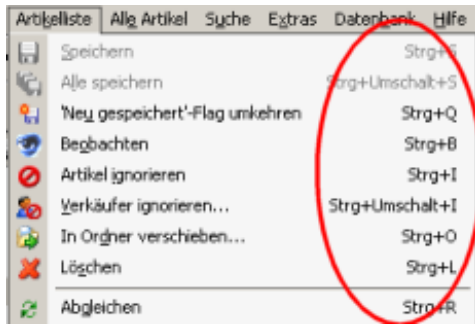 Artikelliste Alle Artikel Suche Extras Datenbank Hilfe
Speichern Strg+S
Alle speichern Strg+Umschalt+S
'Neu gespeichert'-Flag umkehren Strg+Q
Beobachten Strg+B
Artikel ignorieren Strg+I
Verkäufer ignorieren... Strg+Umschalt+I
In Ordner verschieben... Strg+O
Löschen Strg+L
Abgleichen Strg+R